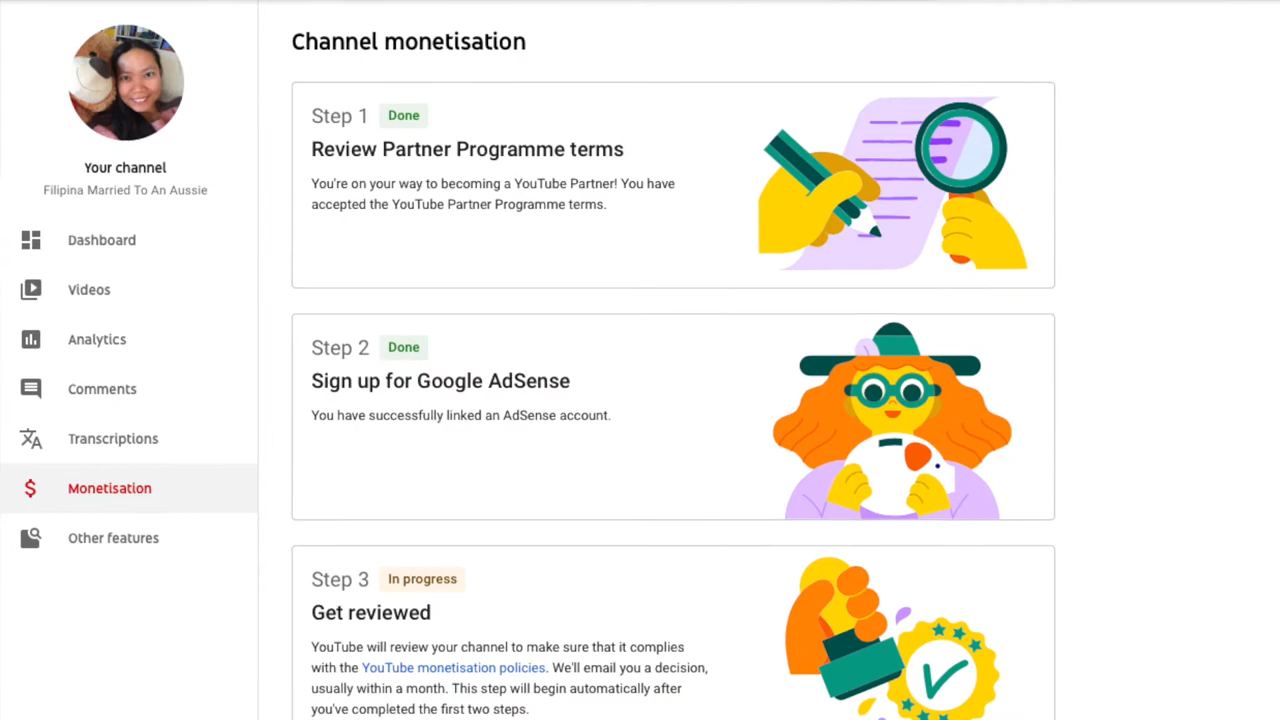 Channel monetisation
Your channel
Filipina Married To An Aussie
Dashboard
Videos
Analytics
Comments
Transcriptions
Monetisation
Other features
Step 1 Done
Review Partner Programme terms
You're on your way to becoming a YouTube Partner! You have
accepted the YouTube Partner Programme terms.
Step 2 Done
Sign up for Google AdSense
You have successfully linked an AdSense account.
Step 3 In progress
Get reviewed
YouTube will review your channel to make sure that it complies
with the YouTube monetisation policies. We'll email you a decision,
usually within a month. This step will begin automatically after
you've completed the first two steps.